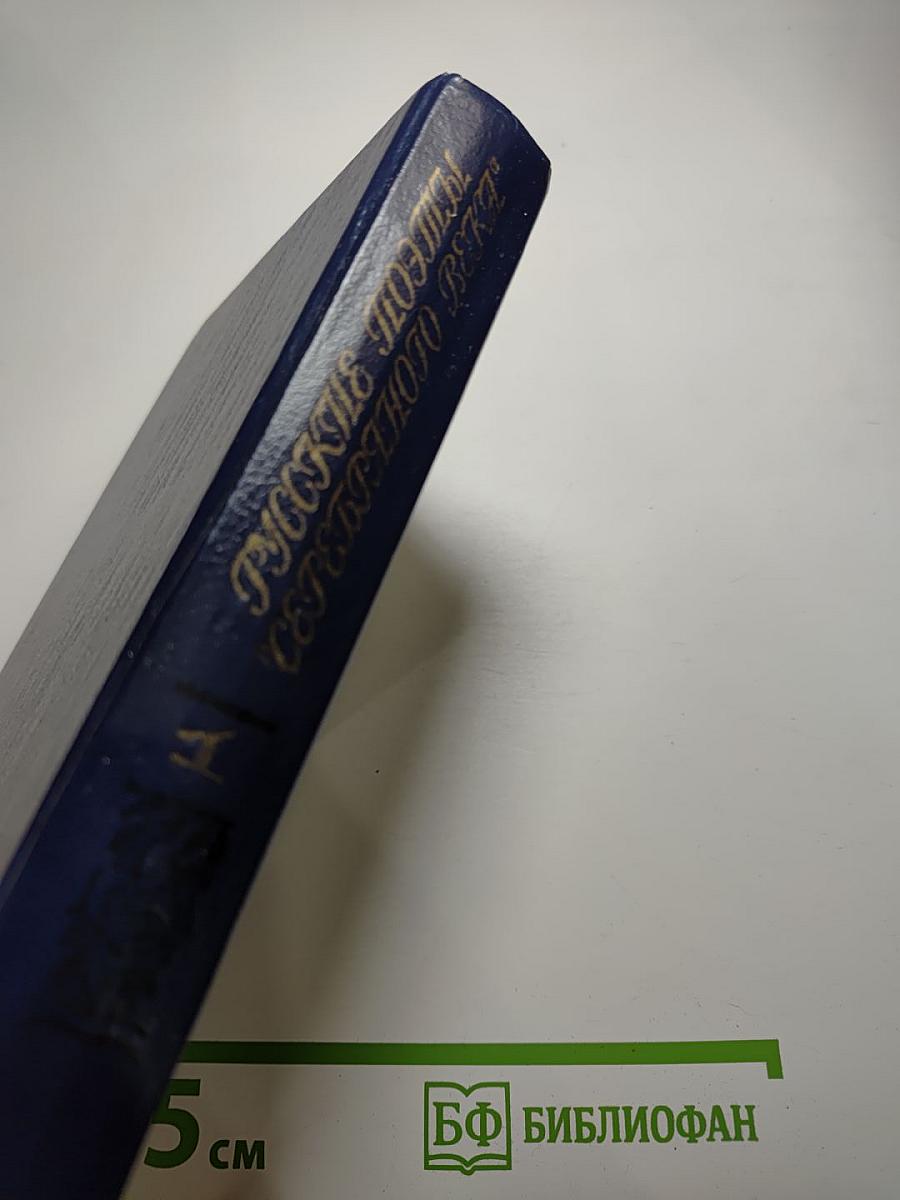 РУССКИЕ ПОЭТЫ
"СЕРЕБРЯНОГО ВЕКА"
1
5 см
БФ БИБЛИОФАН